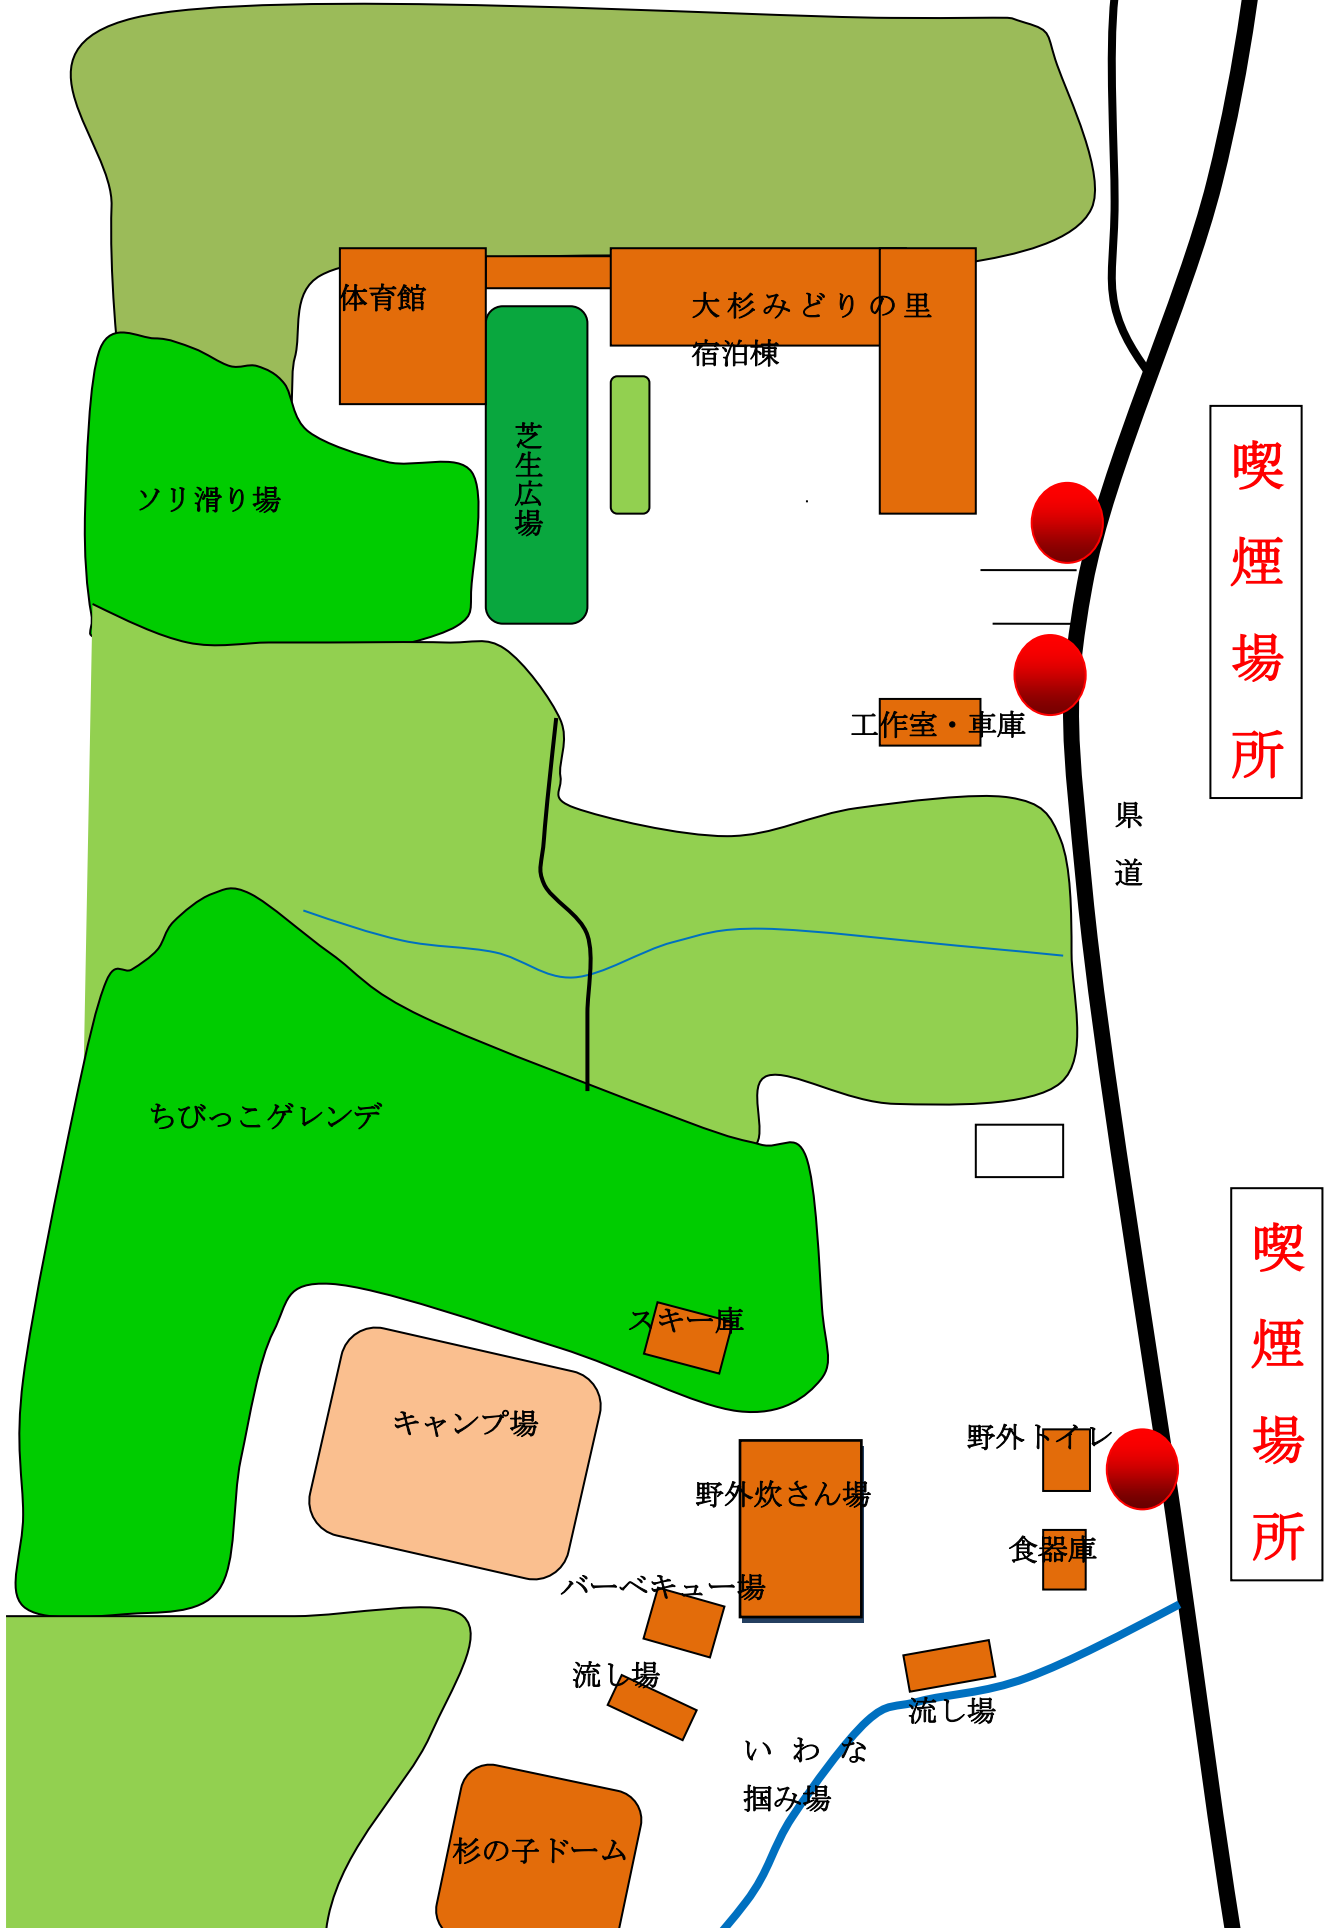 体育館
大杉みどりの里
宿泊棟
芝生広場
ソリ滑り場
喫煙場所
工作室・車庫
県道
ちびっこゲレンデ
喫煙場所
スキー庫
キャンプ場
野外トイレ
野外炊さん場
食器庫
バーベキュー場
流し場
流し場
いわな
掴み場
杉の子ドーム